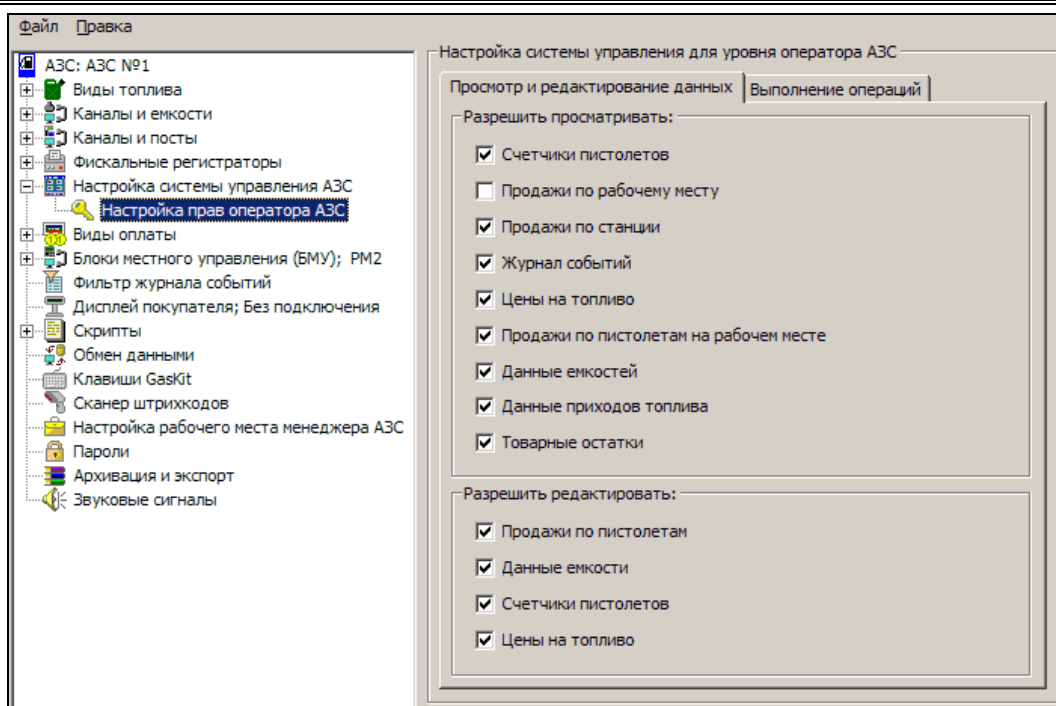 Файл Правка
АЗС: АЗС №1
Виды топлива
Каналы и емкости
Каналы и посты
Фискальные регистраторы
Настройка системы управления АЗС
Настройка прав оператора АЗС
Виды оплаты
Блоки местного управления (БМУ); РМ2
Фильтр журнала событий
Дисплей покупателя; Без подключения
Скрипты
Обмен данными
Клавиши GasKit
Сканер штрихкодов
Настройка рабочего места менеджера АЗС
Пароли
Архивация и экспорт
Звуковые сигналы
Настройка системы управления для уровня оператора АЗС
Просмотр и редактирование данных
Выполнение операций
Разрешить просматривать:
Счетчики пистолетов
Продажи по рабочему месту
Продажи по станции
Журнал событий
Цены на топливо
Продажи по пистолетам на рабочем месте
Данные емкостей
Данные приходов топлива
Товарные остатки
Разрешить редактировать:
Продажи по пистолетам
Данные емкости
Счетчики пистолетов
Цены на топливо